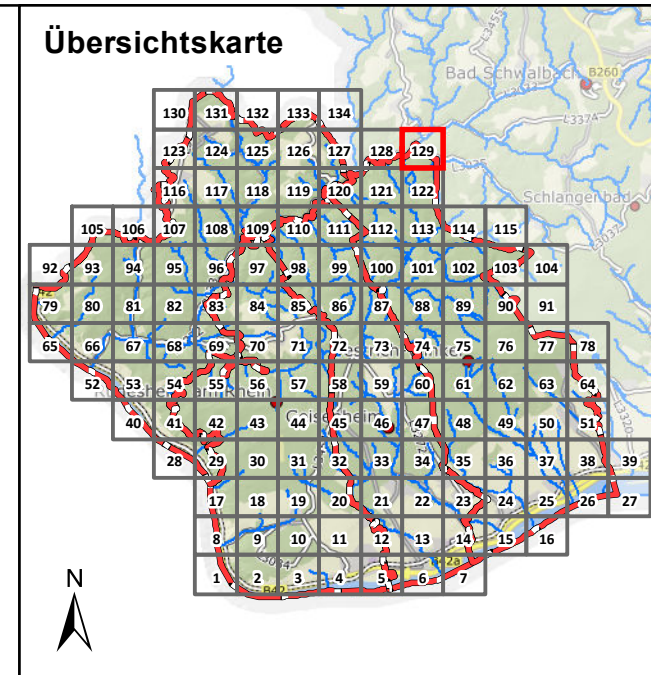 Übersichtskarte
L3455
Bad Schwalbach
B260
L3374
130 131 132 133 134
123 124 125 126 127 128 129
L3035
116 117 118 119 120 121 122
Schlangenbad
L3037
105 106 107 108 109 110 111 112 113 114 115
92 93 94 95 96 97 98 99 100 101 102 103 104
79 80 81 82 83 84 85 86 87 88 89 90 91
65 66 67 68 69 70 71 72 73 74 75 76 77 78
52 53 54 55 56 57 58 59 60 61 62 63 64
L3320
40 41 42 43 44 45 46 47 48 49 50 51
Geisenheim
28 29 30 31 32 33 34 35 36 37 38 39
17 18 19 20 21 22 23 24 25 26 27
8 9 10 11 12 13 14 15 16
L3034
B42a
1 2 3 4 5 6 7
B42
N